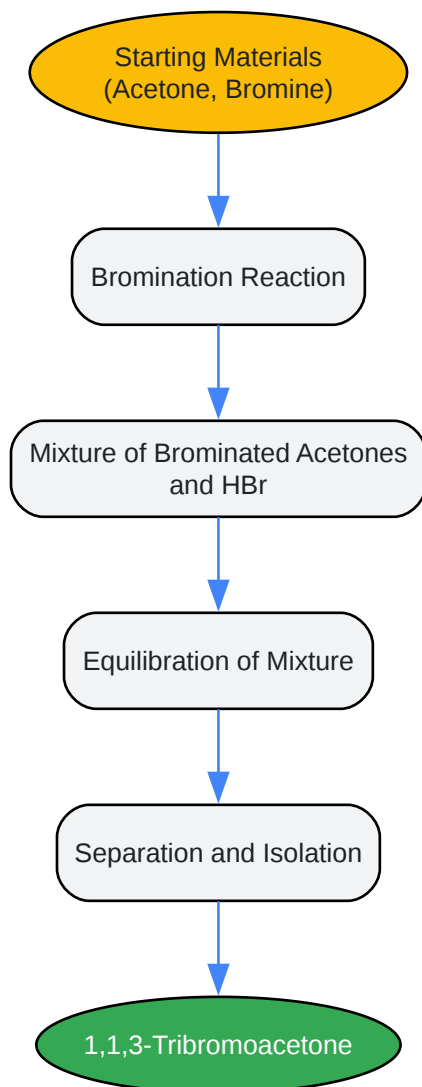 Starting Materials
(Acetone, Bromine)
Bromination Reaction
Mixture of Brominated Acetones
and HBr
Equilibration of Mixture
Separation and Isolation
1,1,3-Tribromoacetone